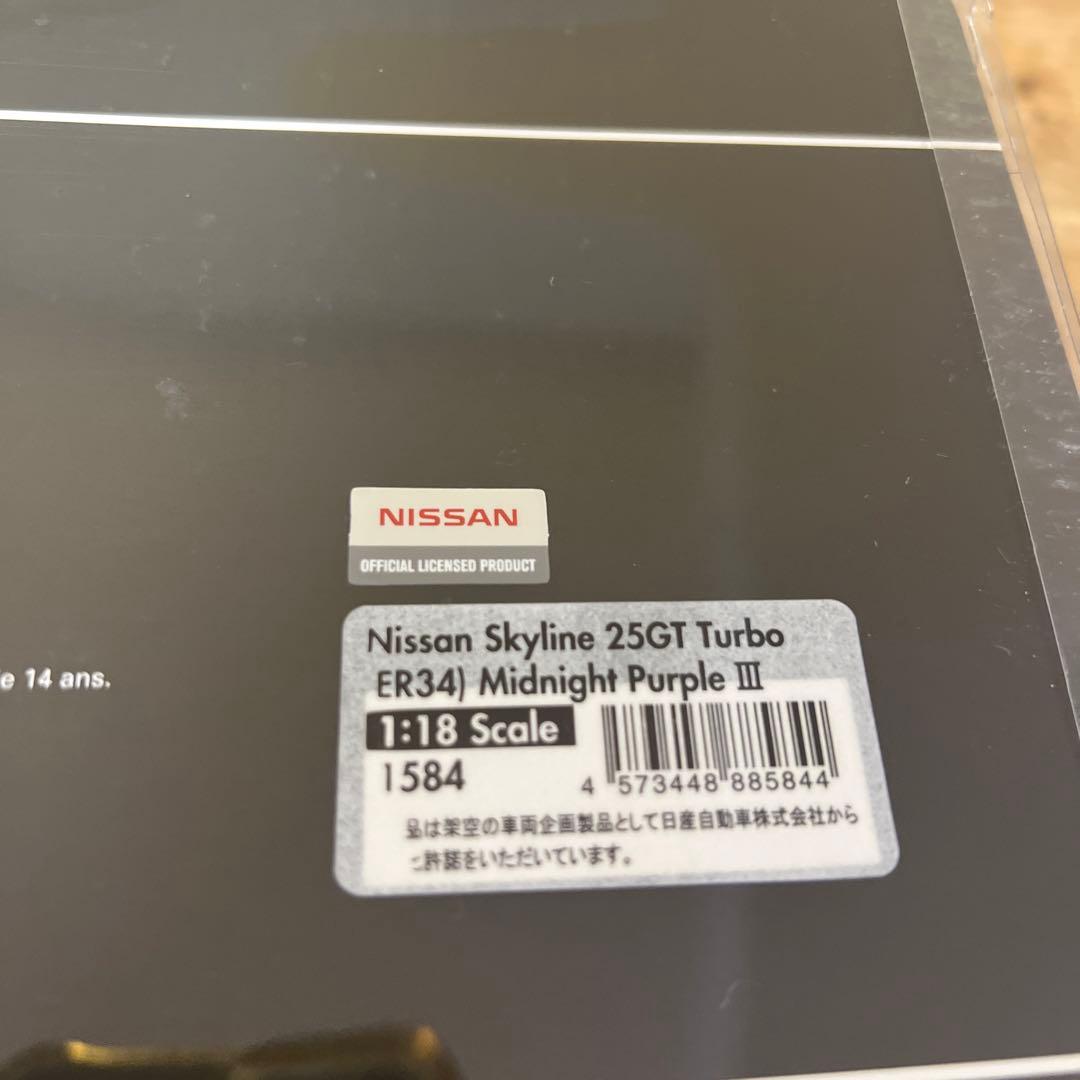 NISSAN
OFFICIAL LICENSED PRODUCT
Nissan Skyline 25GT Turbo
ER34) Midnight Purple Ⅲ
1:18 Scale
1584
4 573448 885844
は架空の車両企画製品として日産自動車株式会社から
許諾をいただいています。
e 14 ans.